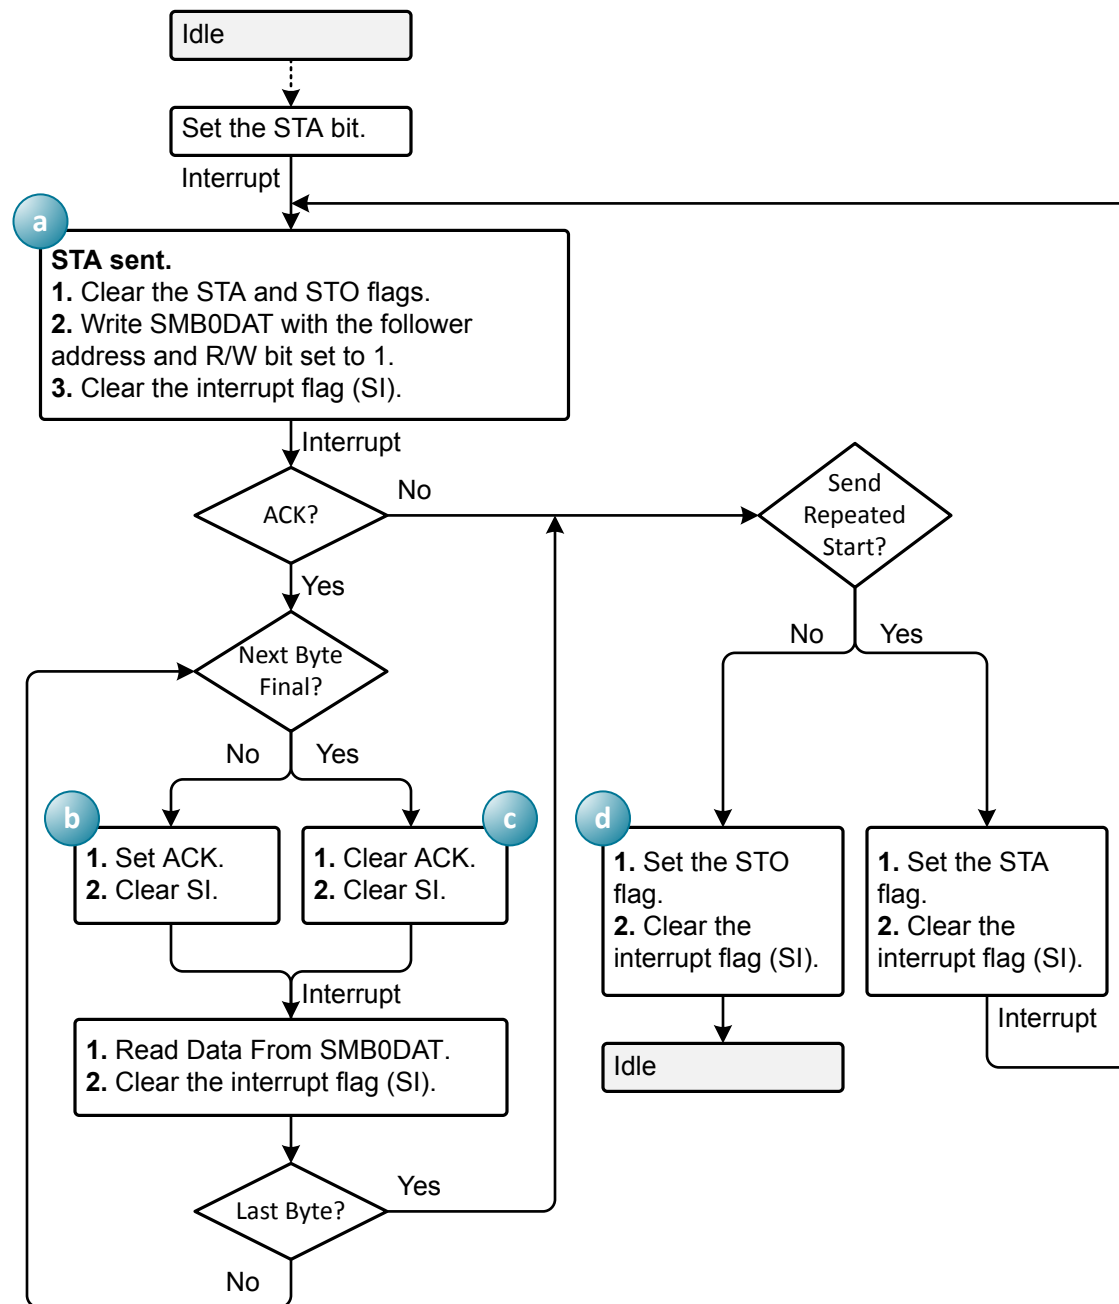 Idle
Set the STA bit.
Interrupt
a
STA sent.
1. Clear the STA and STO flags.
2. Write SMB0DAT with the follower
address and R/W bit set to 1.
3. Clear the interrupt flag (SI).
Interrupt
ACK?
No
Yes
Send
Repeated
Start?
No
Yes
Next Byte
Final?
No
Yes
b
1. Set ACK.
2. Clear SI.
c
1. Clear ACK.
2. Clear SI.
d
1. Set the STO
flag.
2. Clear the
interrupt flag (SI).
1. Set the STA
flag.
2. Clear the
interrupt flag (SI).
Interrupt
1. Read Data From SMB0DAT.
2. Clear the interrupt flag (SI).
Interrupt
Idle
Last Byte?
Yes
No